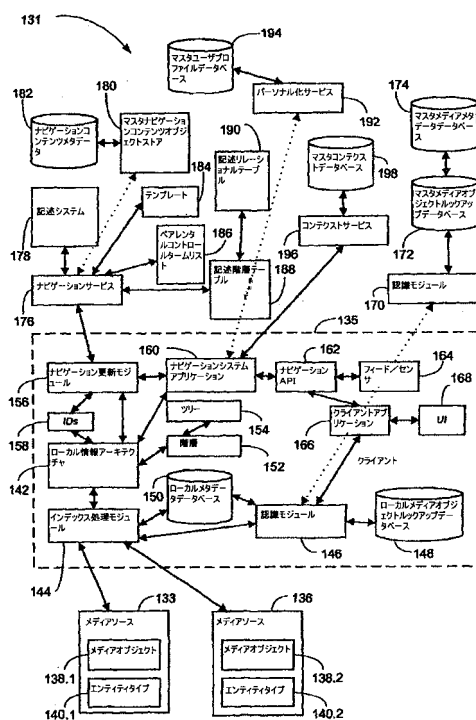 131
194
マスタユーザプロ
ファイルデータベース
182
180
ナビゲーションコン
テンツメタデータ
マスタナビゲーシ
ョンコンテンツオブ
ジェクトストア
パーソナル化サービス
192
174
マスタメディアメタ
データデータベース
190
記述リレーショ
ナルテーブル
184
テンプレート
マスタコンテクス
トデータベース
198
マスタメディオブ
ジェクトルックアップ
データベース
172
記述システム
178
ペアレンタル
コントロール
タームリスト
186
196
コンテクストサービス
記述階層テー
ブル
188
170
認識モジュール
ナビゲーションサービス
176
135
160
162
ナビゲーション更新モジ
ュール
156
ナビゲーションシステム
アプリケーション
ナビゲーション
API
フィード／セン
サ
164
168
158
IDs
ツリー
154
166
クライアントアプ
リケーション
UI
ローカル情報アーキテク
チャ
142
階層
152
クライアント
150
ローカルメタデー
タデータベース
インデックス処理モジュ
ール
144
認識モジュール
146
ローカルメディアオブジ
ェクトルックアップデータ
ベース
148
133
136
メディアソース
メディアソース
メディアオブジェクト
138.1
メディアオブジェクト
138.2
エンティティタイプ
140.1
エンティティタイプ
140.2